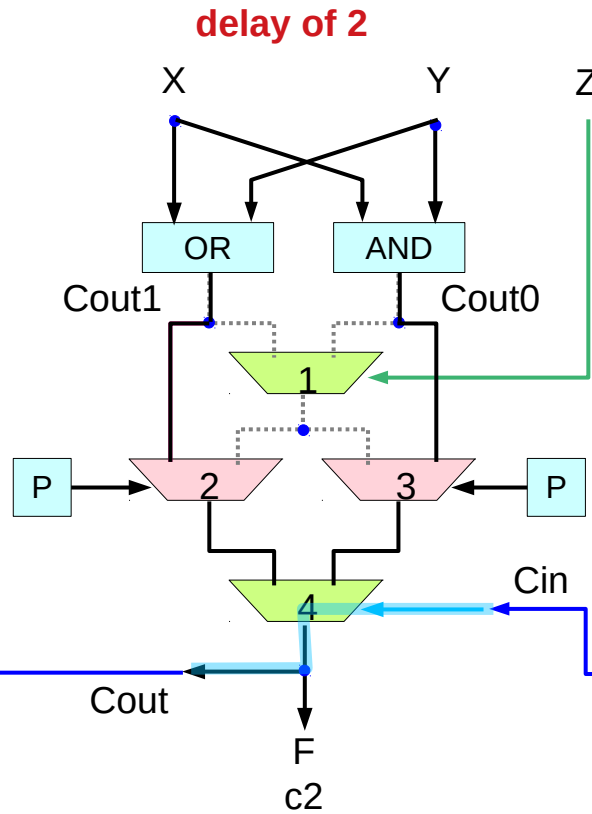 delay of 2
X Y Z
OR AND
Cout1 Cout0
1
P 2 3 P
Cin
4
Cout
F
c2